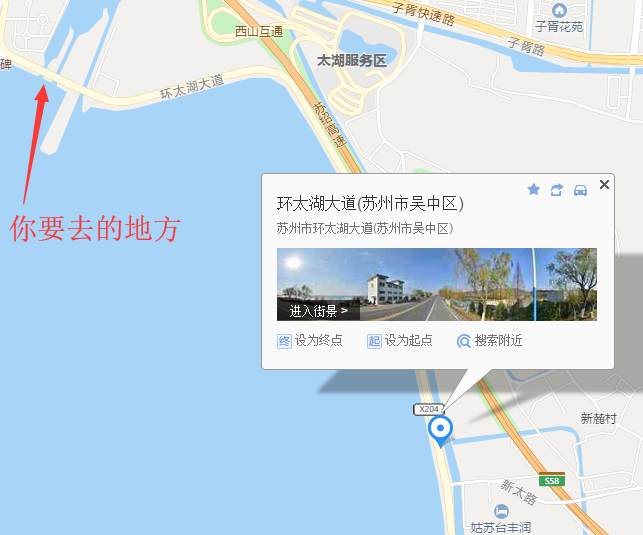 子胥快速路
子胥花苑
西山互通
子胥路
太湖服务区
碑
环太湖大道
苏绍高速
你要去的地方
环太湖大道(苏州市吴中区)
苏州市环太湖大道(苏州市吴中区)
进入街景 >
终 设为终点 起 设为起点 搜索附近
X204
新麓村
S58
新太路
姑苏台丰润